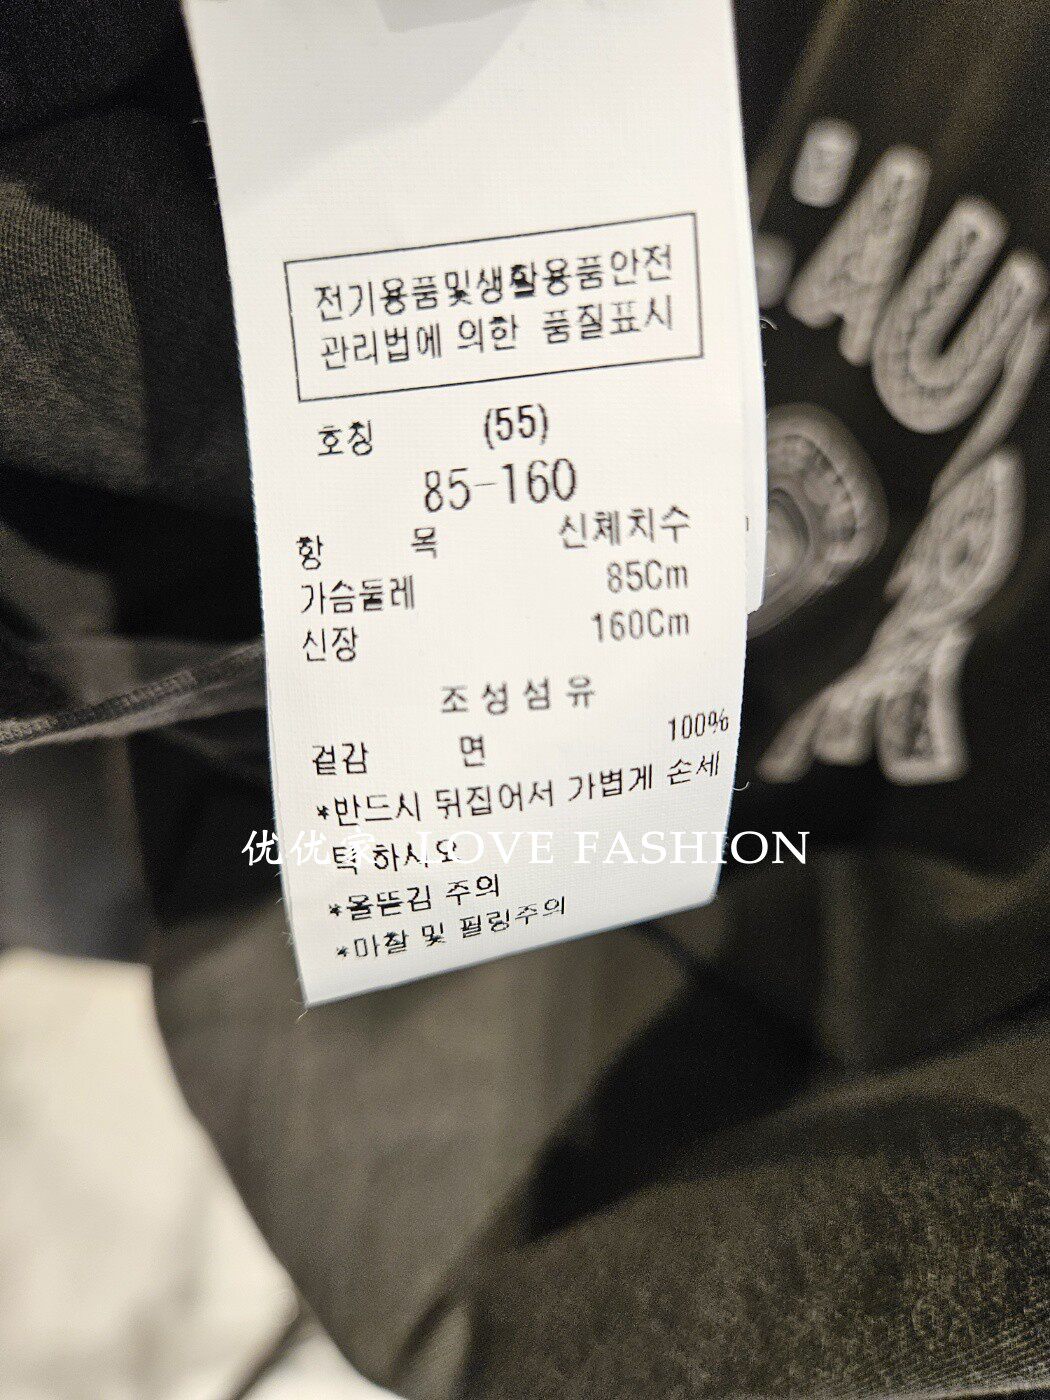 전기용품및생활용품안전
관리법에 의한 품질표시
호칭 (55)
85-160
항 목 신체치수
가슴둘레 85Cm
신장 160Cm
조성섬유
겉감 면 100%
*반드시 뒤집어서 가볍게 손세
탁하시오
优优家 LOVE FASHION
*올뜯김 주의
*마찰 및 필링주의